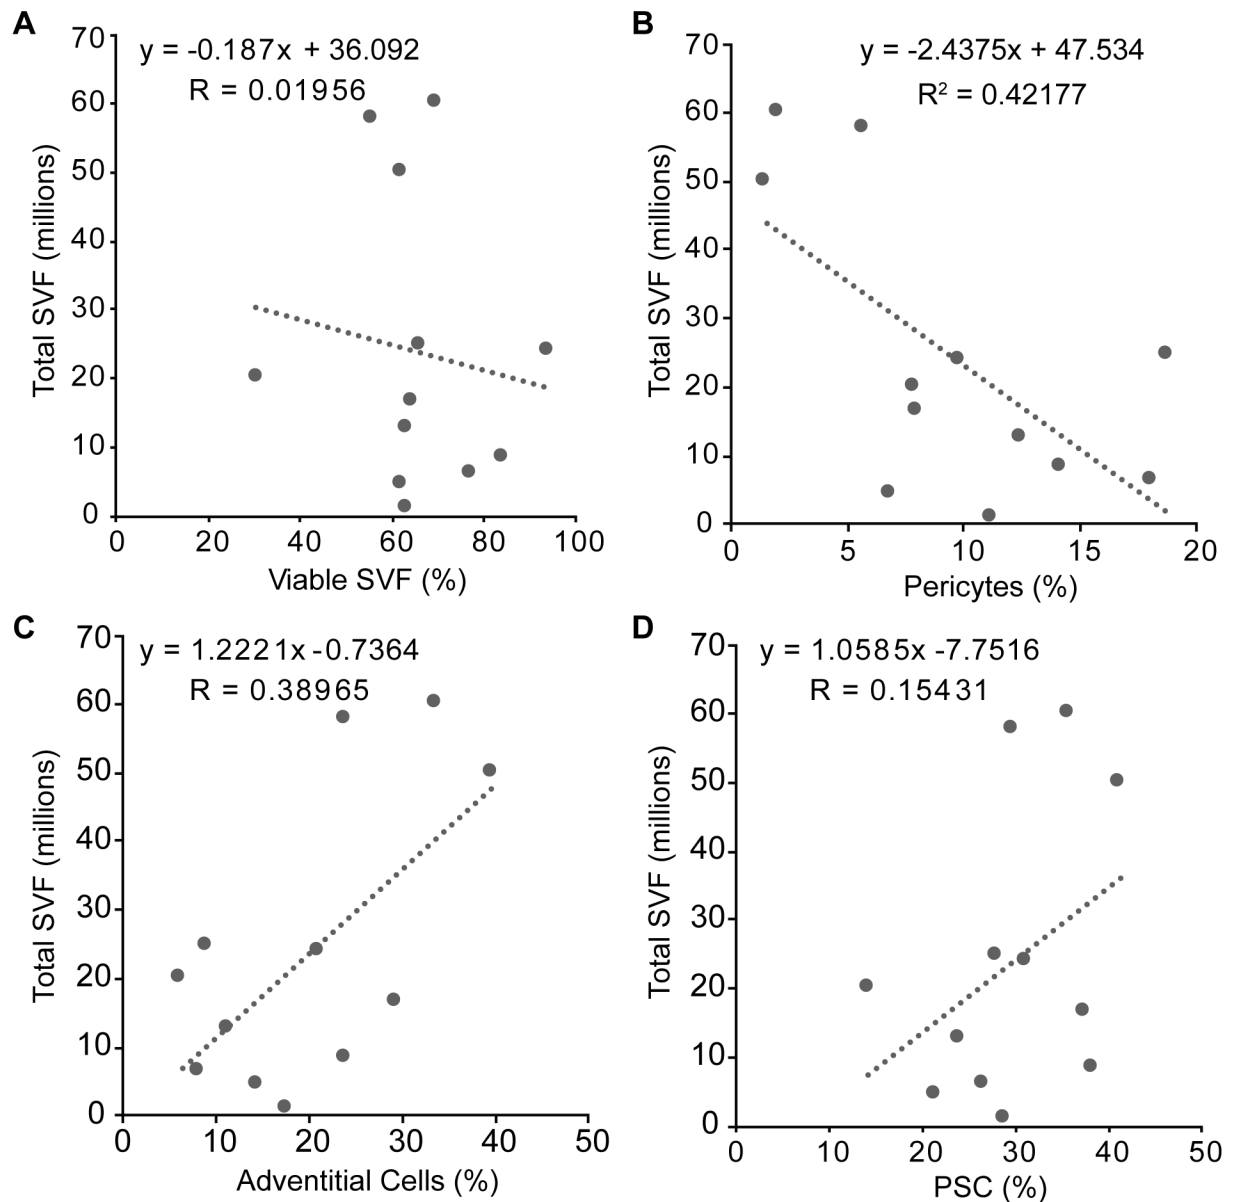 A
y = -0.187x + 36.092
R = 0.01956
70
60
50
40
30
20
10
0
Total SVF (millions)
0 20 40 60 80 100
Viable SVF (%)
B
y = -2.4375x + 47.534
R² = 0.42177
70
60
50
40
30
20
10
0
Total SVF (millions)
0 5 10 15 20
Pericytes (%)
C
y = 1.2221x -0.7364
R = 0.38965
70
60
50
40
30
20
10
0
Total SVF (millions)
0 10 20 30 40 50
Adventitial Cells (%)
D
y = 1.0585x -7.7516
R = 0.15431
70
60
50
40
30
20
10
0
Total SVF (millions)
0 10 20 30 40 50
PSC (%)